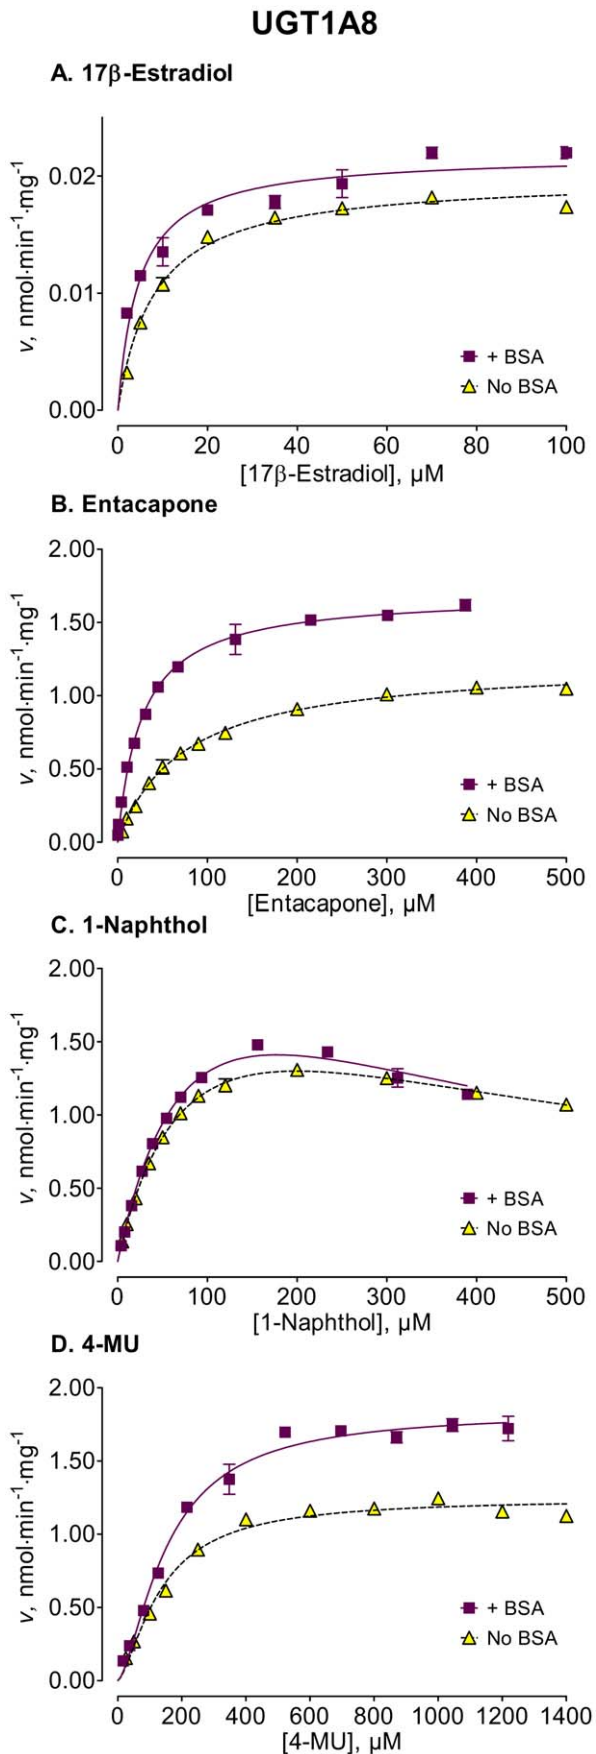 UGT1A8
A. 17β-Estradiol
v, nmol·min⁻¹·mg⁻¹
0.02
0.01
0.00
+ BSA
No BSA
0 20 40 60 80 100
[17β-Estradiol], µM
B. Entacapone
v, nmol·min⁻¹·mg⁻¹
2.00
1.50
1.00
0.50
0.00
+ BSA
No BSA
0 100 200 300 400 500
[Entacapone], µM
C. 1-Naphthol
v, nmol·min⁻¹·mg⁻¹
2.00
1.50
1.00
0.50
0.00
+ BSA
No BSA
0 100 200 300 400 500
[1-Naphthol], µM
D. 4-MU
v, nmol·min⁻¹·mg⁻¹
2.00
1.50
1.00
0.50
0.00
+ BSA
No BSA
0 200 400 600 800 1000 1200 1400
[4-MU], µM